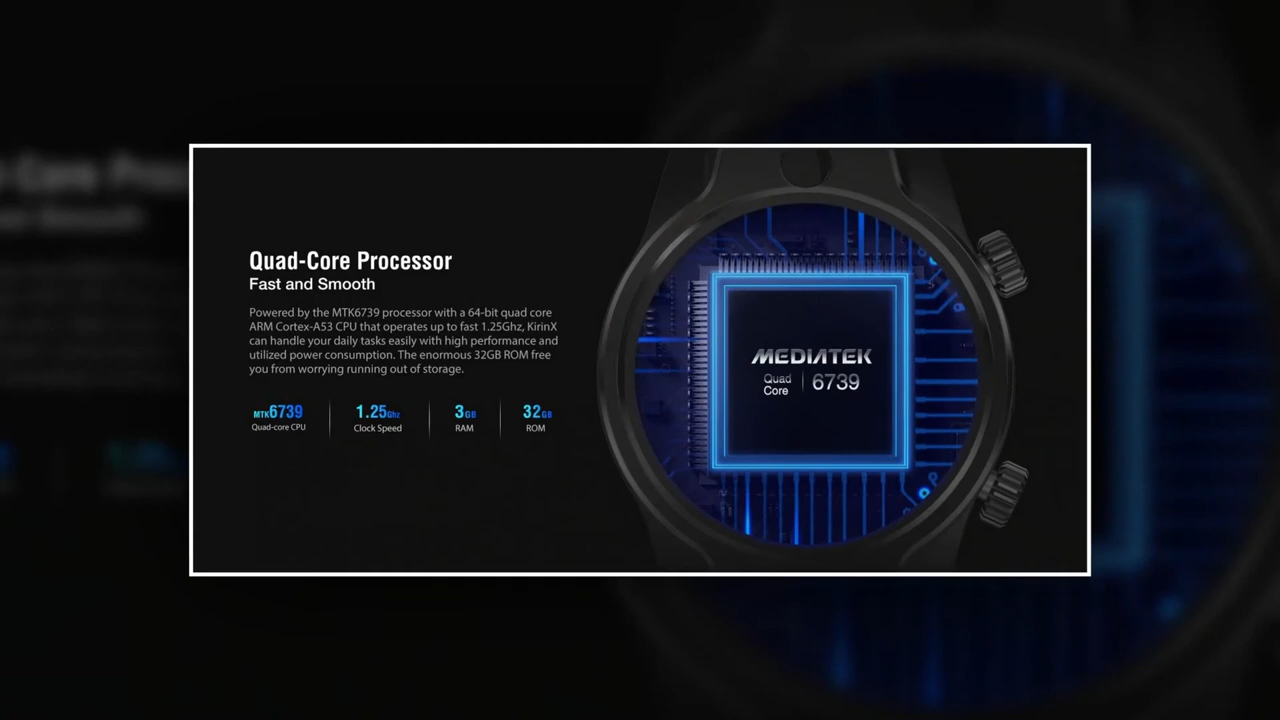 Quad-Core Processor
Fast and Smooth
Powered by the MTK6739 processor with a 64-bit quad core
ARM Cortex-A53 CPU that operates up to fast 1.25Ghz, KirinX
can handle your daily tasks easily with high performance and
utilized power consumption. The enormous 32GB ROM free
you from worrying running out of storage.
MTK6739 1.25Ghz 3GB 32GB
Quad-core CPU Clock Speed RAM ROM
MEDIATEK
Quad
Core
6739